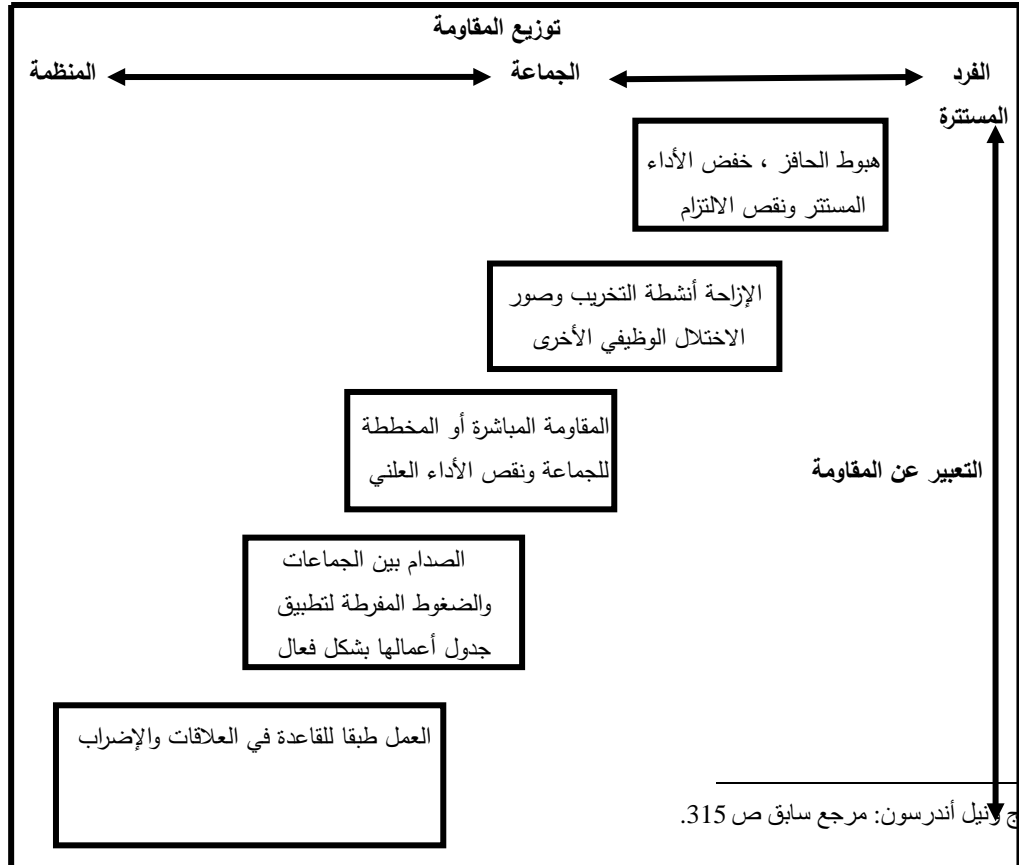 توزيع المقاومة
الفرد الجماعة المنظمة
المستترة
هبوط الحافز ، خفض الأداء
المستتر ونقص الالتزام
الإزاحة أنشطة التخريب وصور
الاختلال الوظيفي الأخرى
المقاومة المباشرة أو المخططة
للجماعة ونقص الأداء العلني
التعبير عن المقاومة
الصدام بين الجماعات
والضغوط المفرطة لتطبيق
جدول أعمالها بشكل فعال
العمل طبقا للقاعدة في العلاقات والإضراب
ج ونيل أندرسون: مرجع سابق ص 315.